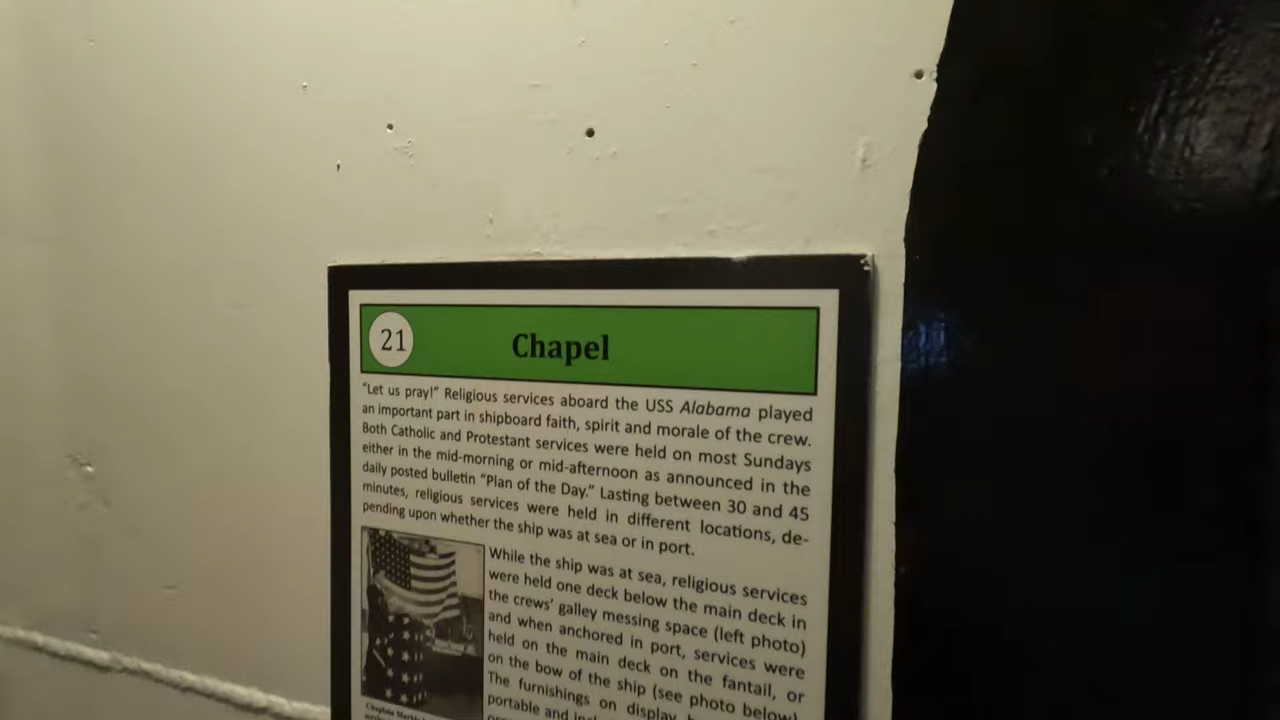 21
Chapel
"Let us pray!" Religious services aboard the USS Alabama played
an important part in shipboard faith, spirit and morale of the crew.
Both Catholic and Protestant services were held on most Sundays
either in the mid-morning or mid-afternoon as announced in the
daily posted bulletin "Plan of the Day." Lasting between 30 and 45
minutes, religious services were held in different locations, de-
pending upon whether the ship was at sea or in port.
While the ship was at sea, religious services
were held one deck below the main deck in
the crews' galley messing space (left photo)
and when anchored in port, services were
held on the main deck on the fantail, or
on the bow of the ship (see photo below)
The furnishings on display
portable and
Chaplain